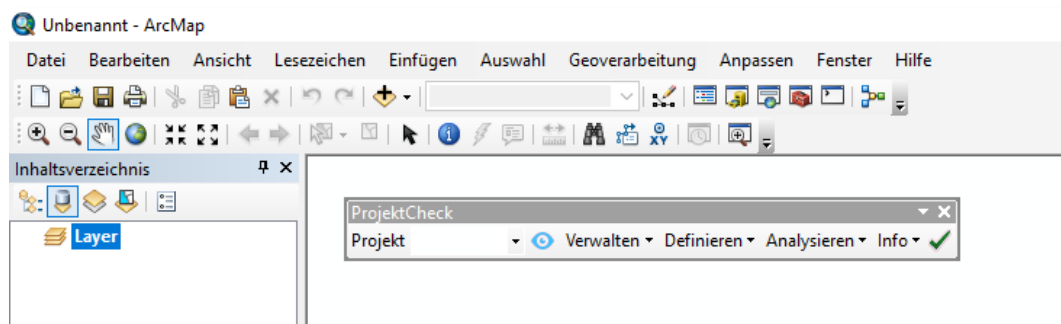 Unbenannt - ArcMap
Datei Bearbeiten Ansicht Lesezeichen Einfügen Auswahl Geoverarbeitung Anpassen Fenster Hilfe
XY
Inhaltsverzeichnis
Layer
ProjektCheck
Projekt Verwalten Definieren Analysieren Info